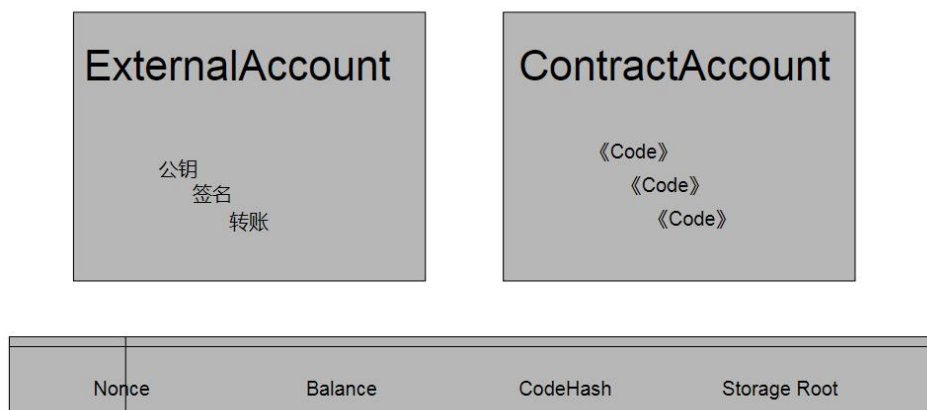 ExternalAccount
公钥
签名
转账
ContractAccount
《Code》
《Code》
《Code》
Nonce Balance CodeHash Storage Root